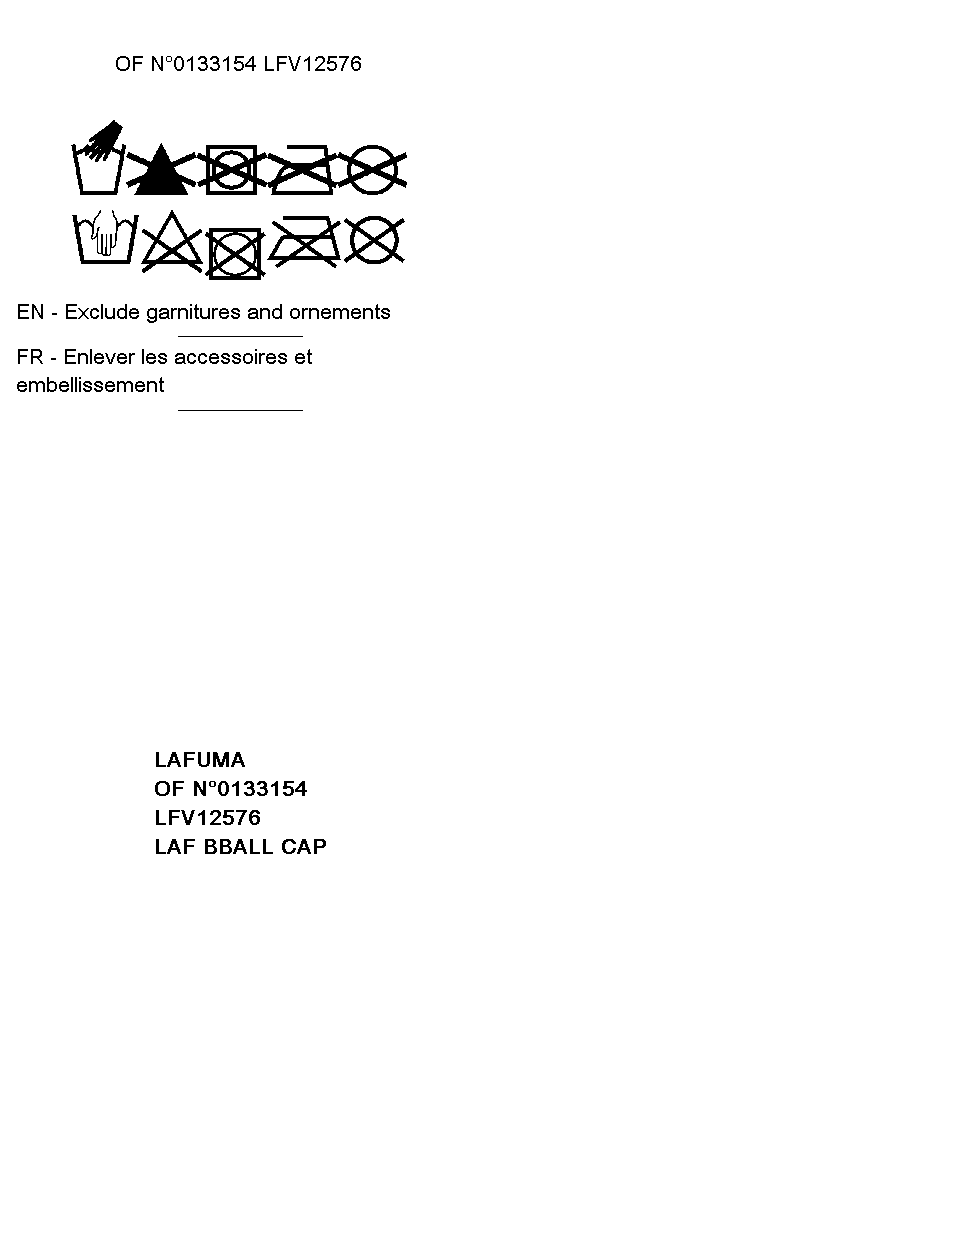 OF N°0133154 LFV12576
EN - Exclude garnitures and ornements
FR - Enlever les accessoires et
embellissement
LAFUMA
OF N°0133154
LFV12576
LAF BBALL CAP